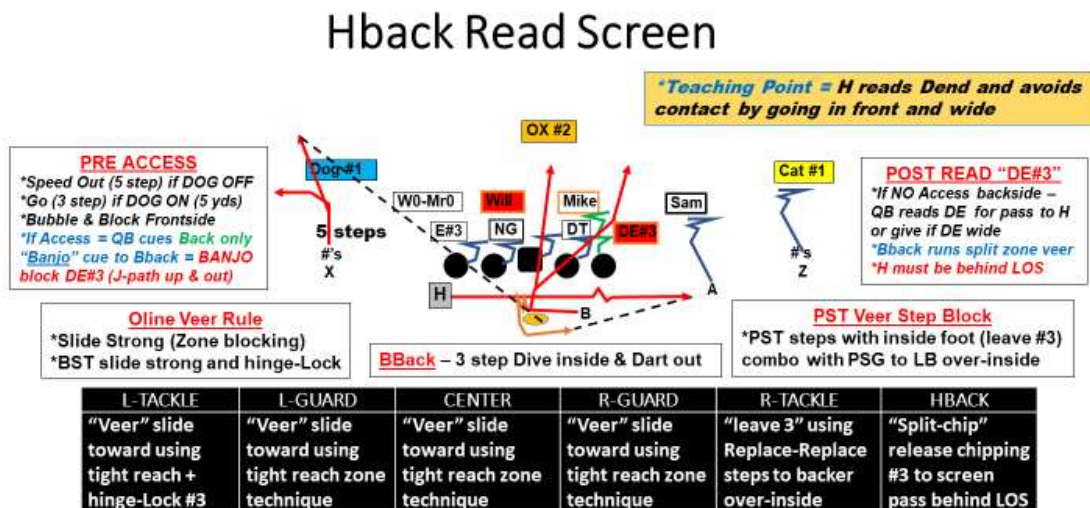 Hback Read Screen
*Teaching Point = H reads Dend and avoids
contact by going in front and wide
OX #2
PRE ACCESS
*Speed Out (5 step) if DOG OFF
*Go (3 step) if DOG ON (5 yds)
*Bubble & Block Frontside
*If Access = QB cues Back only
“Banjo” cue to Bback = BANJO
block DE#3 (J-path up & out)
Dog #1
W0-Mr0
Will
Mike
Sam
Cat #1
5 steps
E#3
NG
DT
DE#3
#'s
X
#'s
Z
H
A
B
POST READ “DE#3”
*If NO Access backside –
QB reads DE for pass to H
or give if DE wide
*Bback runs split zone veer
*H must be behind LOS
Oline Veer Rule
*Slide Strong (Zone blocking)
*BST slide strong and hinge-Lock
BBack – 3 step Dive inside & Dart out
PST Veer Step Block
*PST steps with inside foot (leave #3)
combo with PSG to LB over-inside
L-TACKLE
“Veer” slide
toward using
tight reach +
hinge-Lock #3
L-GUARD
“Veer” slide
toward using
tight reach zone
technique
CENTER
“Veer” slide
toward using
tight reach zone
technique
R-GUARD
“Veer” slide
toward using
tight reach zone
technique
R-TACKLE
“leave 3” using
Replace-Replace
steps to backer
over-inside
HBACK
“Split-chip”
release chipping
#3 to screen
pass behind LOS